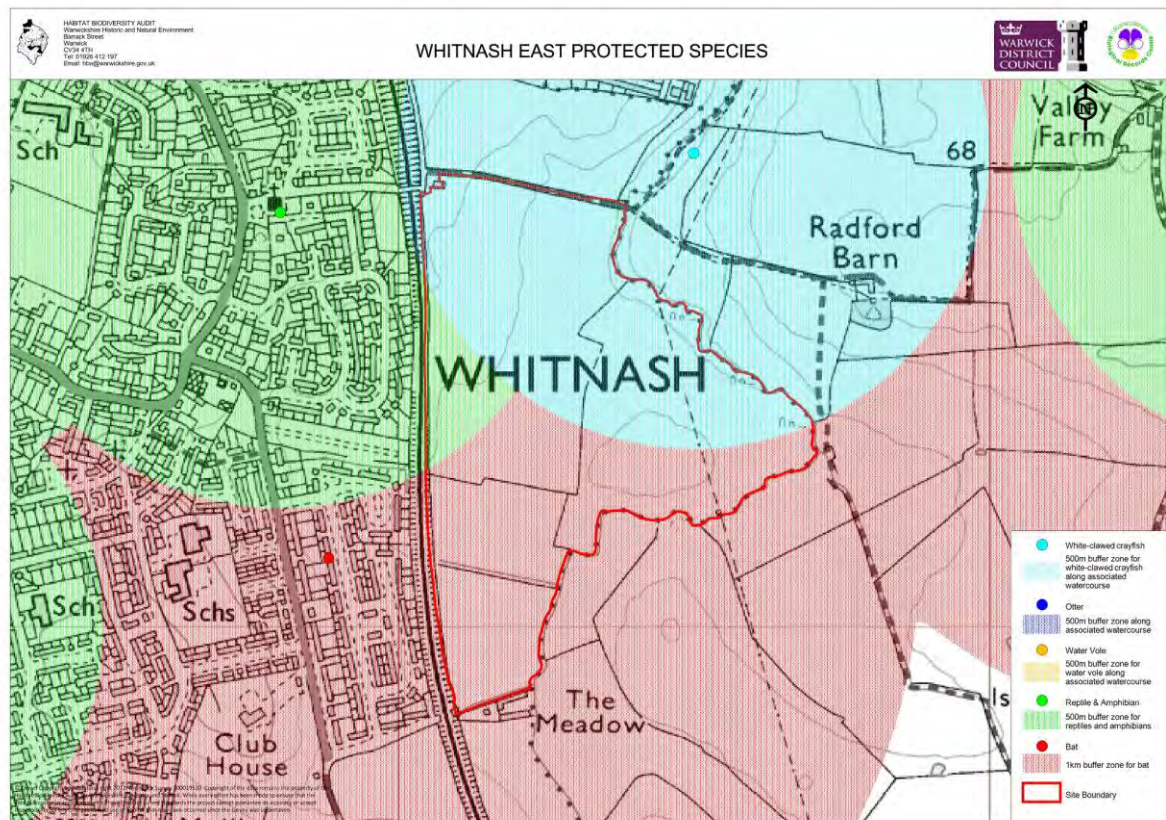 HABITAT BIODIVERSITY AUDIT
Warwickshire Historic and Natural Environment
Barrack Street
Warwick
CV34 4TH
Tel: 01926 412 197
Email: hba@warwickshire.gov.uk
WHITNASH EAST PROTECTED SPECIES
WARWICK
DISTRICT
COUNCIL
Sch
Valley
Farm
68
Radford
Barn
WHITNASH
Sch
Schs
The
Meadow
Club
House
Is
White-clawed crayfish
500m buffer zone for
white-clawed crayfish
along associated
watercourse
Otter
500m buffer zone along
associated watercourse
Water Vole
500m buffer zone for
water vole along
associated watercourse
Reptile & Amphibian
500m buffer zone for
reptiles and amphibians
Bat
1km buffer zone for bat
Site Boundary